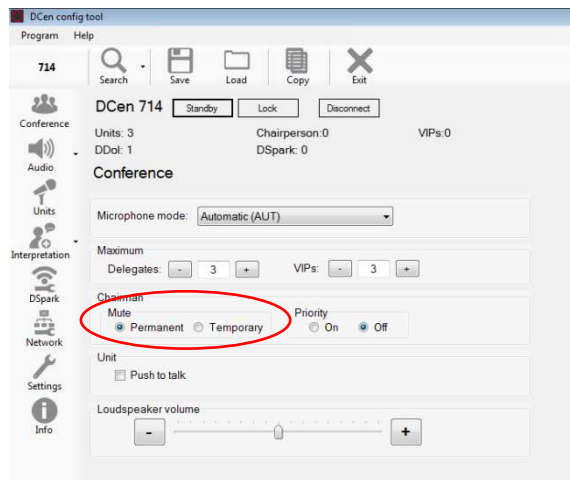 DCen config tool
Program Help
714
Search Save Load Copy Exit
Conference
Audio
Units
Interpretation
DSpark
Network
Settings
Info
DCen 714 Standby Lock Disconnect
Units: 3 Chairperson:0 VIPs:0
DDol: 1 DSpark: 0
Conference
Microphone mode: Automatic (AUT)
Maximum
Delegates: - 3 + VIPs: - 3 +
Chairman
Mute Priority
Permanent Temporary On Off
Unit
Push to talk
Loudspeaker volume
- +